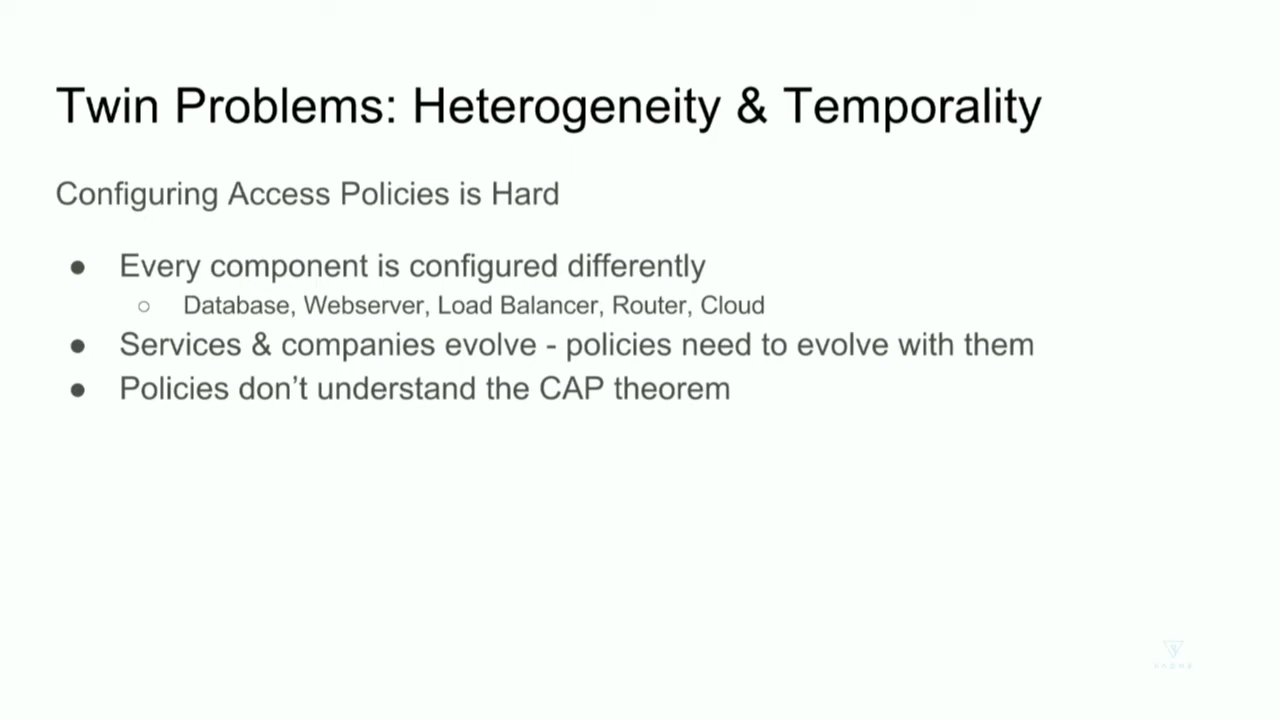 Twin Problems: Heterogeneity & Temporality
Configuring Access Policies is Hard
● Every component is configured differently
○ Database, Webserver, Load Balancer, Router, Cloud
● Services & companies evolve - policies need to evolve with them
● Policies don’t understand the CAP theorem